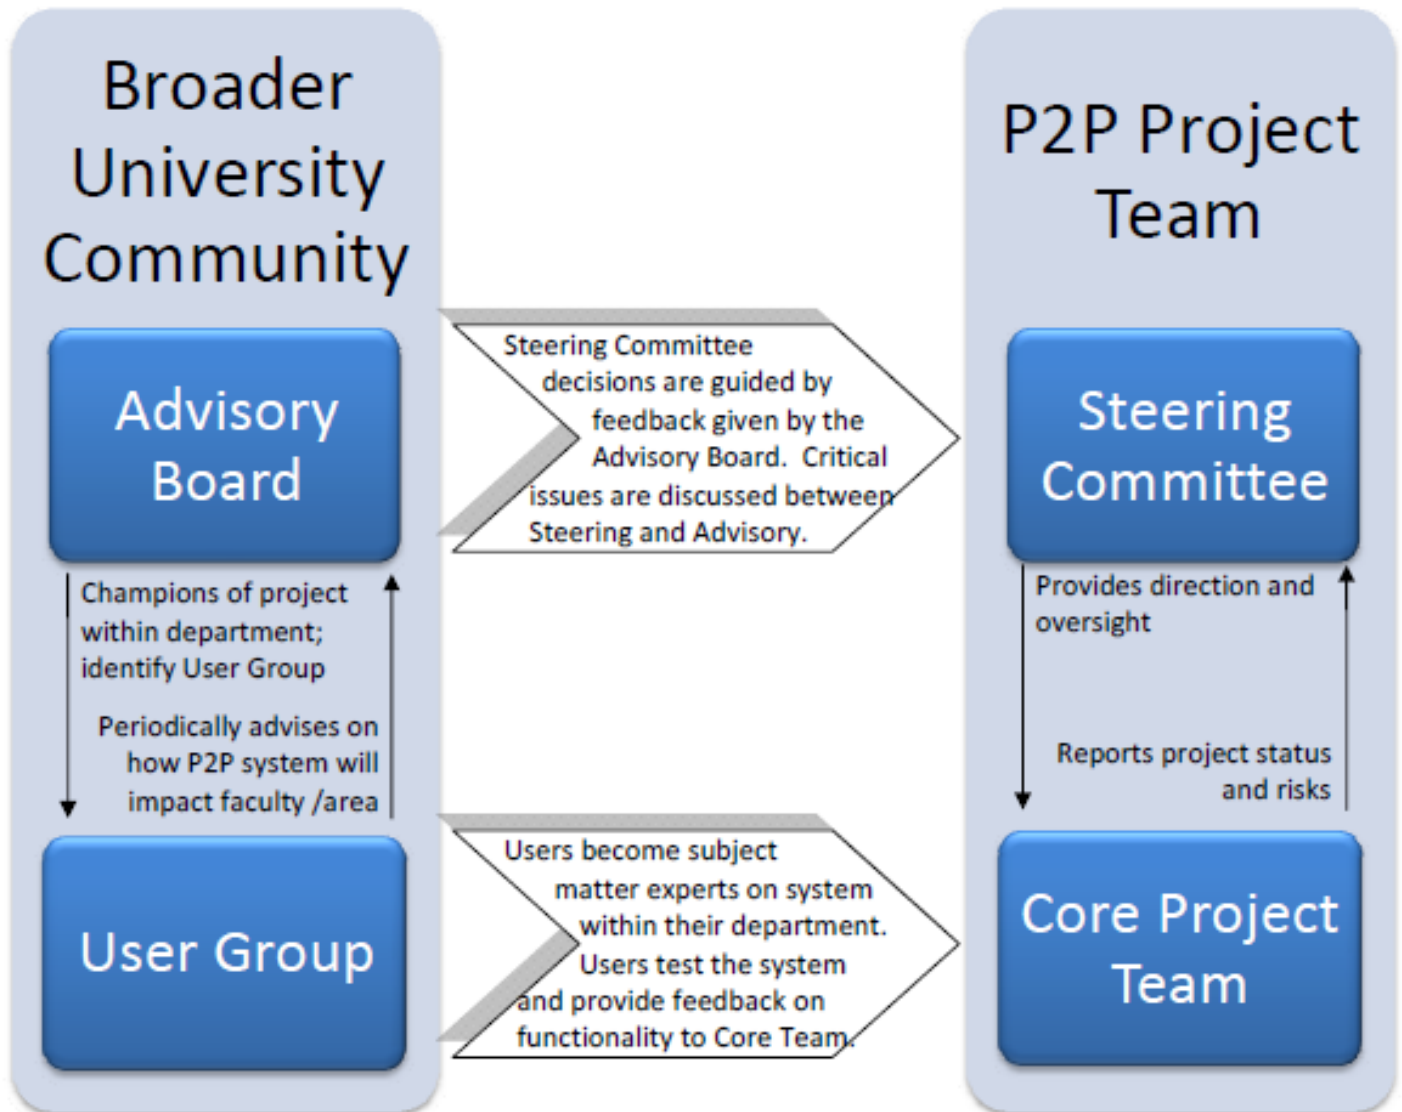 Broader
University
Community
Advisory
Board
Champions of project
within department;
identify User Group
Periodically advises on
how P2P system will
impact faculty /area
User Group
Steering Committee
decisions are guided by
feedback given by the
Advisory Board.  Critical
issues are discussed between
Steering and Advisory.
Users become subject
matter experts on system
within their department.
Users test the system
and provide feedback on
functionality to Core Team.
P2P Project
Team
Steering
Committee
Provides direction and
oversight
Reports project status
and risks
Core Project
Team